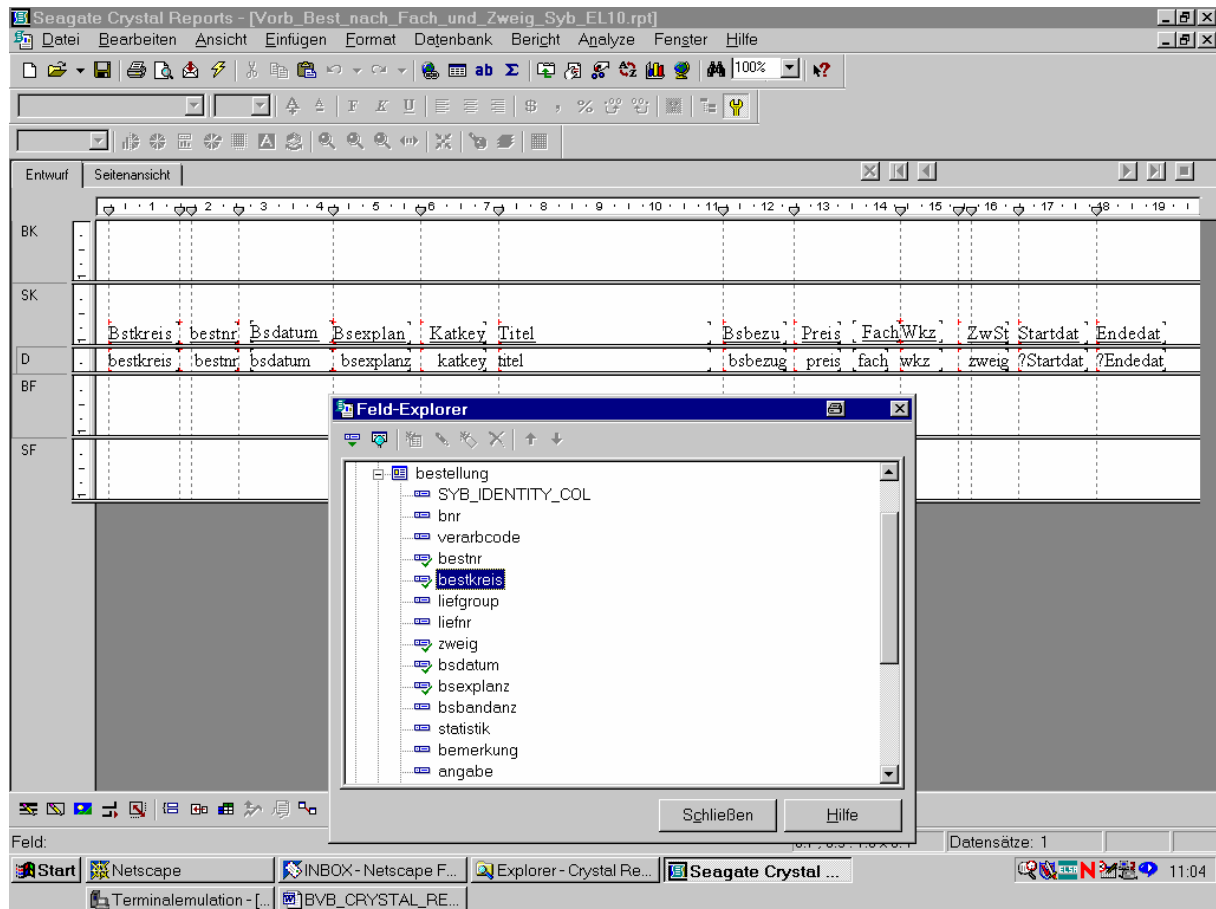 Seagate Crystal Reports - [Vorb_Best_nach_Fach_und_Zweig_Syb_EL10.rpt]
Datei Bearbeiten Ansicht Einfügen Format Datenbank Bericht Analyze Fenster Hilfe
100%
F K U
Entwurf Seitenansicht
1 2 3 4 5 6 7 8 9 10 11 12 13 14 15 16 17 18 19
BK
SK
Bstkreis bestnr Bsdatum Bsexplan Katkey Titel Bsbezu Preis Fach Wkz ZwSt Startdat Endedat
D
bestkreis bestnr bsdatum bsexplanz katkey titel bsbezug preis fach wkz zweig ?Startdat ?Endedat
BF
SF
Feld-Explorer
bestellung
SYB_IDENTITY_COL
bnr
verarbcode
bestnr
bestkreis
liefgroup
liefnr
zweig
bsdatum
bsexplanz
bsbandanz
statistik
bemerkung
angabe
Schließen Hilfe
Feld: Datensätze: 1
Start Netscape INBOX - Netscape F... Explorer - Crystal Re... Seagate Crystal ... 11:04
Terminalemulation - [... BVB_CRYSTAL_RE...